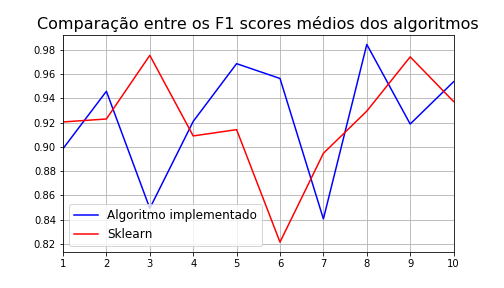 Comparação entre os F1 scores médios dos algoritmos
0.98
0.96
0.94
0.92
0.90
0.88
0.86
0.84
0.82
Algoritmo implementado
Sklearn
1 2 3 4 5 6 7 8 9 10